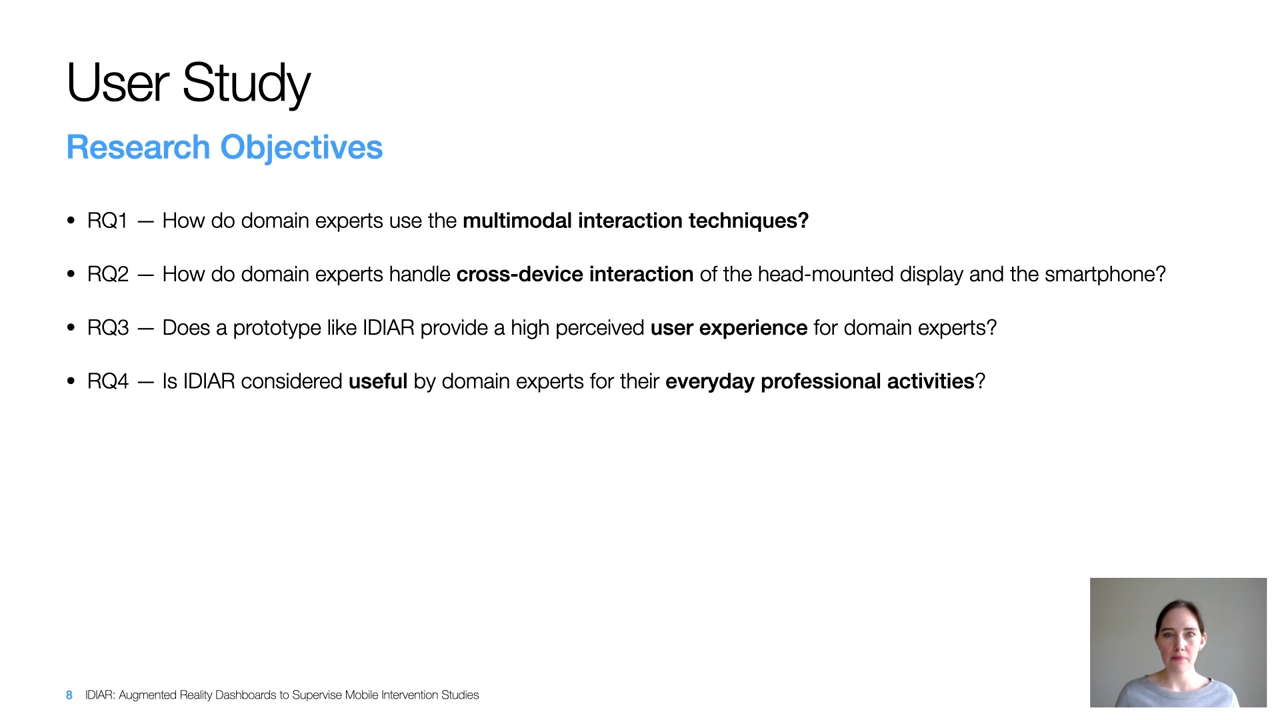 User Study
Research Objectives
• RQ1 — How do domain experts use the multimodal interaction techniques?
• RQ2 — How do domain experts handle cross-device interaction of the head-mounted display and the smartphone?
• RQ3 — Does a prototype like IDIAR provide a high perceived user experience for domain experts?
• RQ4 — Is IDIAR considered useful by domain experts for their everyday professional activities?
8 IDIAR: Augmented Reality Dashboards to Supervise Mobile Intervention Studies